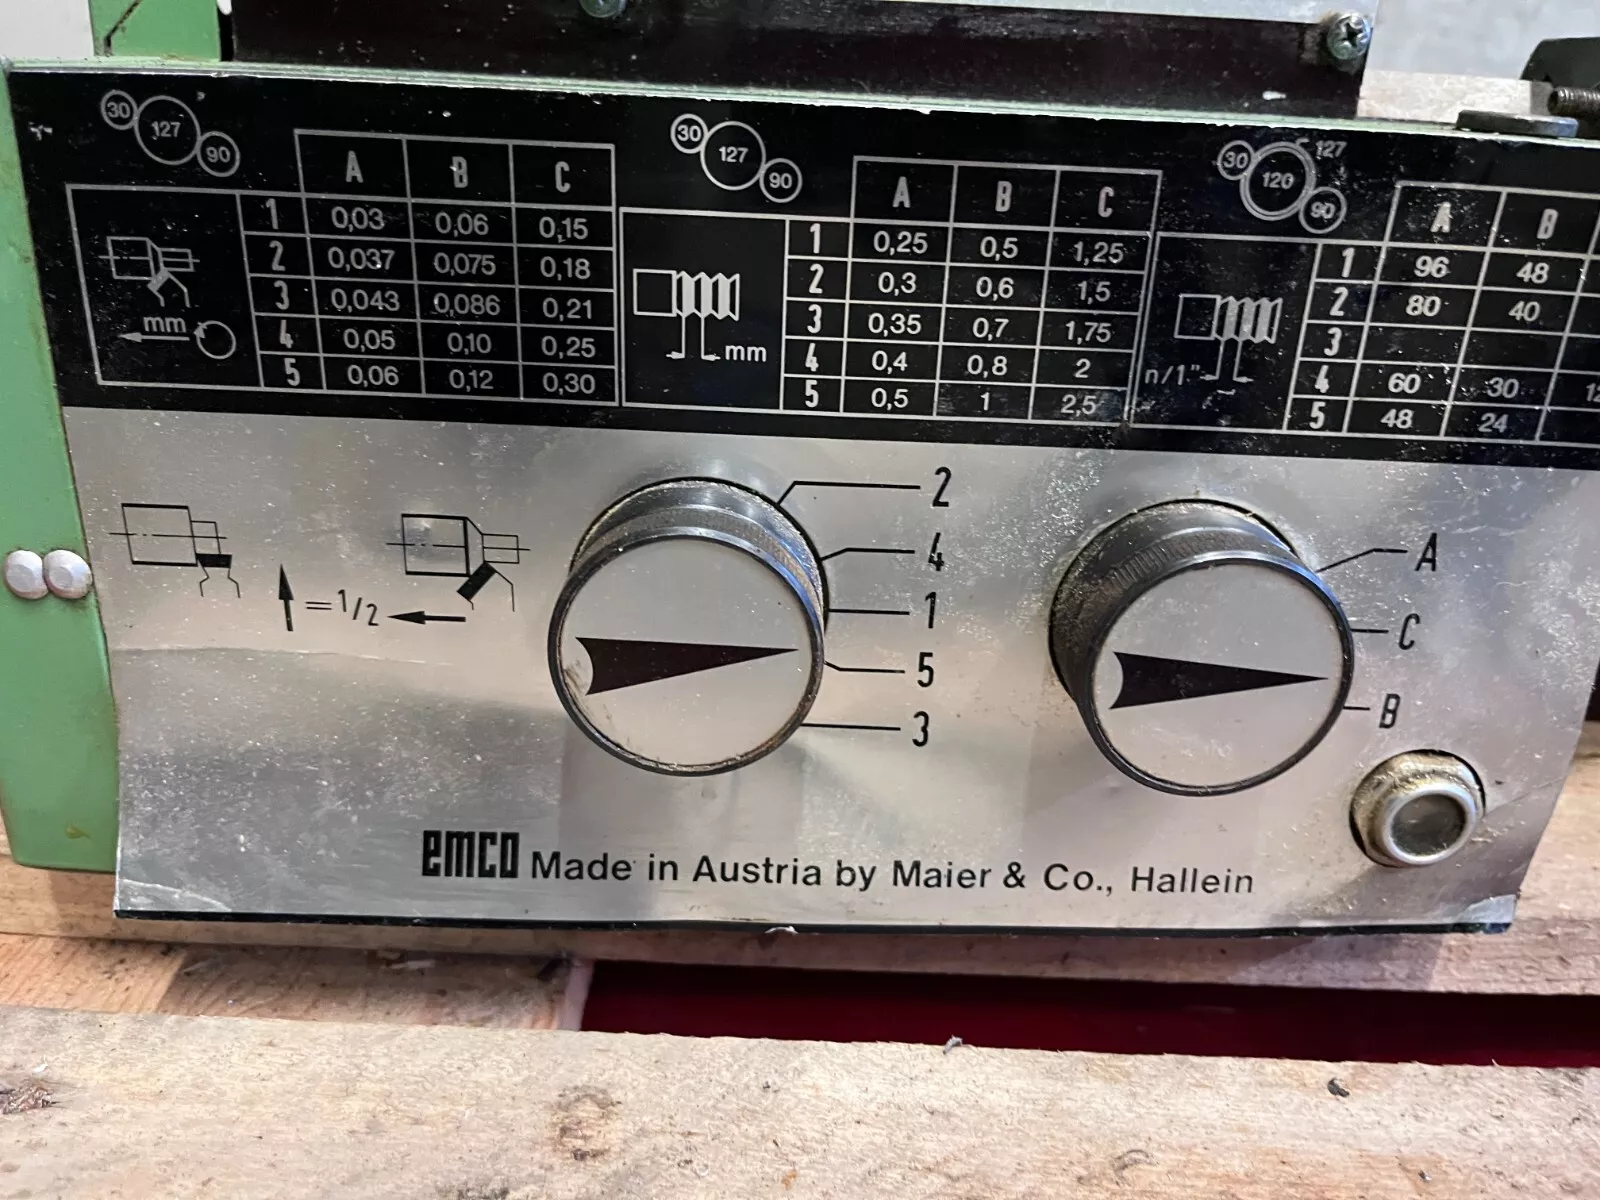 30 127 90
A B C
1 0,03 0,06 0,15
2 0,037 0,075 0,18
3 0,043 0,086 0,21
4 0,05 0,10 0,25
5 0,06 0,12 0,30
mm
30 127 90
A B C
1 0,25 0,5 1,25
2 0,3 0,6 1,5
3 0,35 0,7 1,75
4 0,4 0,8 2
5 0,5 1 2,5
mm
127
30 120 90
A B
1 96 48
2 80 40
3
4 60 30
5 48 24
n/1"
=1/2
2
4
1
5
3
A
C
B
emco Made in Austria by Maier & Co., Hallein